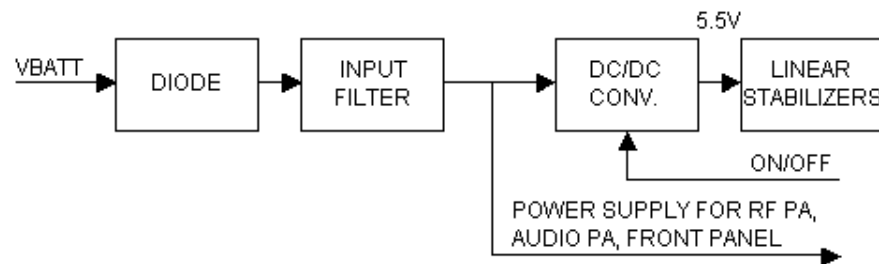 5.5V
VBATT
DIODE
INPUT
FILTER
DC/DC
CONV.
LINEAR
STABILIZERS
ON/OFF
POWER SUPPLY FOR RF PA,
AUDIO PA, FRONT PANEL